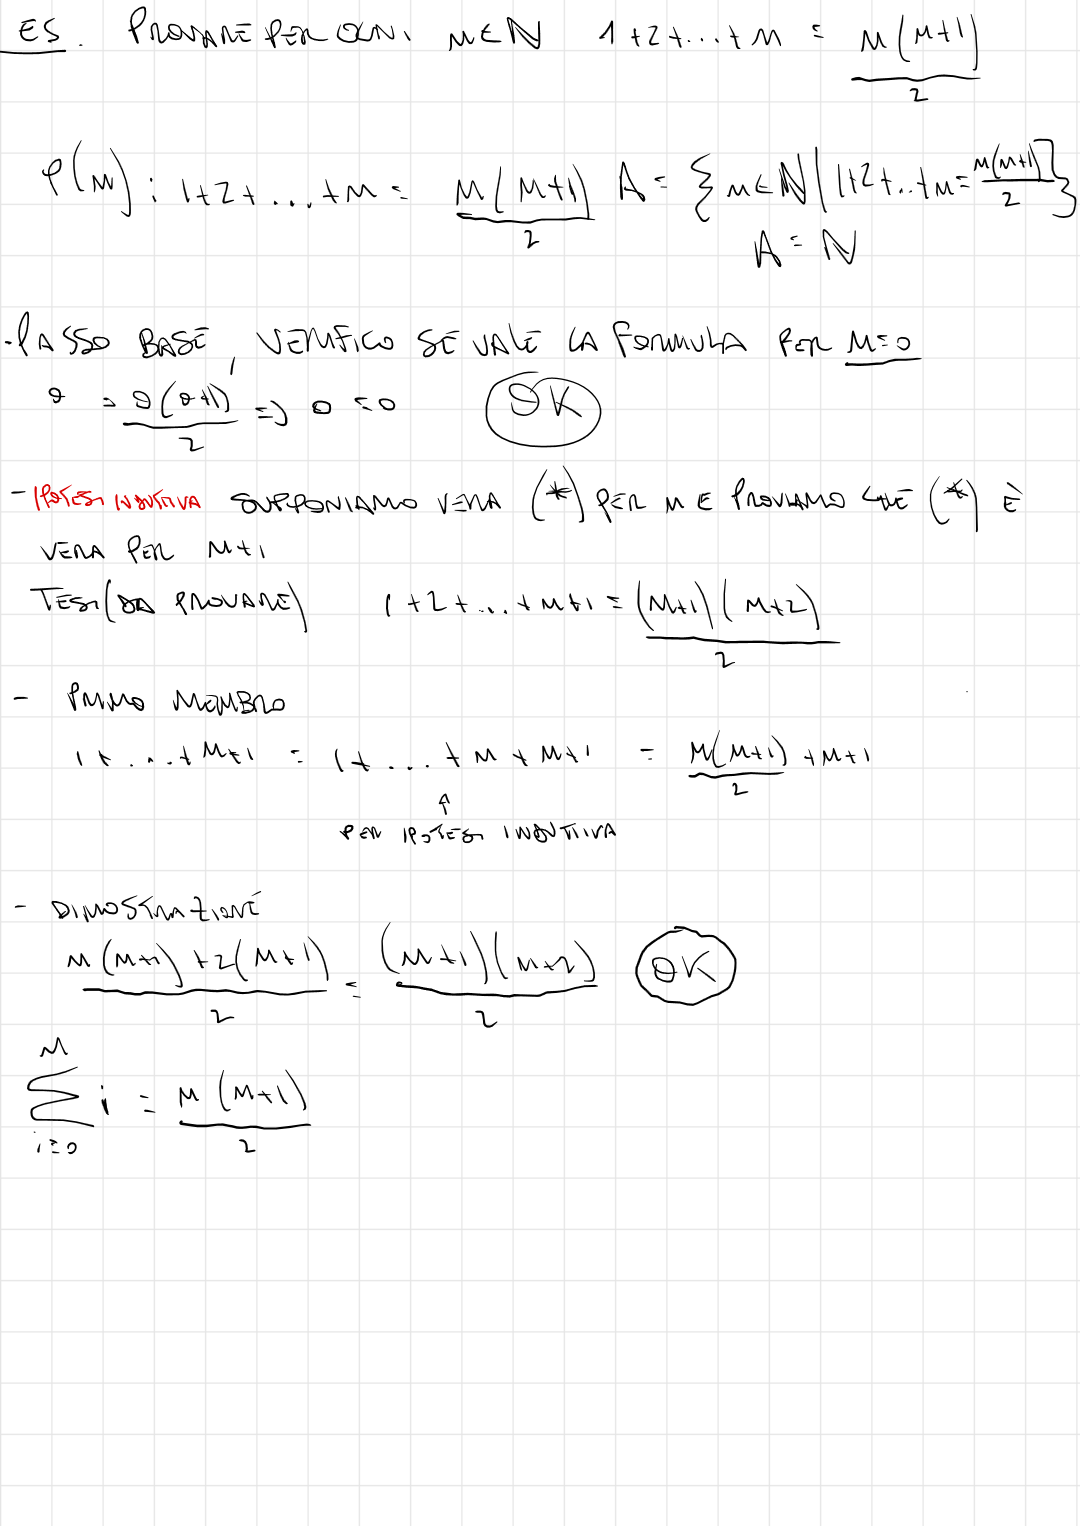 ES. PROVARE PER OGNI n∈ℕ 1+2+...+n = n(n+1)/2
P(n): 1+2+...+n = n(n+1)/2 A = {n∈ℕ | 1+2+..+n = n(n+1)/2}
A = ℕ
-PASSO BASE, VERIFICO SE VALE LA FORMULA PER n=0
0 = 0(0+1)/2 => 0=0 OK
- IPOTESI INDUTTIVA SUPPONIAMO VERA (*) PER n E PROVIAMO CHE (*) È
VERA PER n+1
TESI (DA PROVARE) 1+2+...+n+1 = (n+1)(n+2)/2
- PRIMO MEMBRO
1+...+n+1 = 1+...+n+n+1 = n(n+1)/2 +n+1
↑
PER IPOTESI INDUTTIVA
- DIMOSTRAZIONE
n(n+1)+2(n+1)/2 = (n+1)(n+2)/2 OK
∑_{i=0}^{n} i = n(n+1)/2